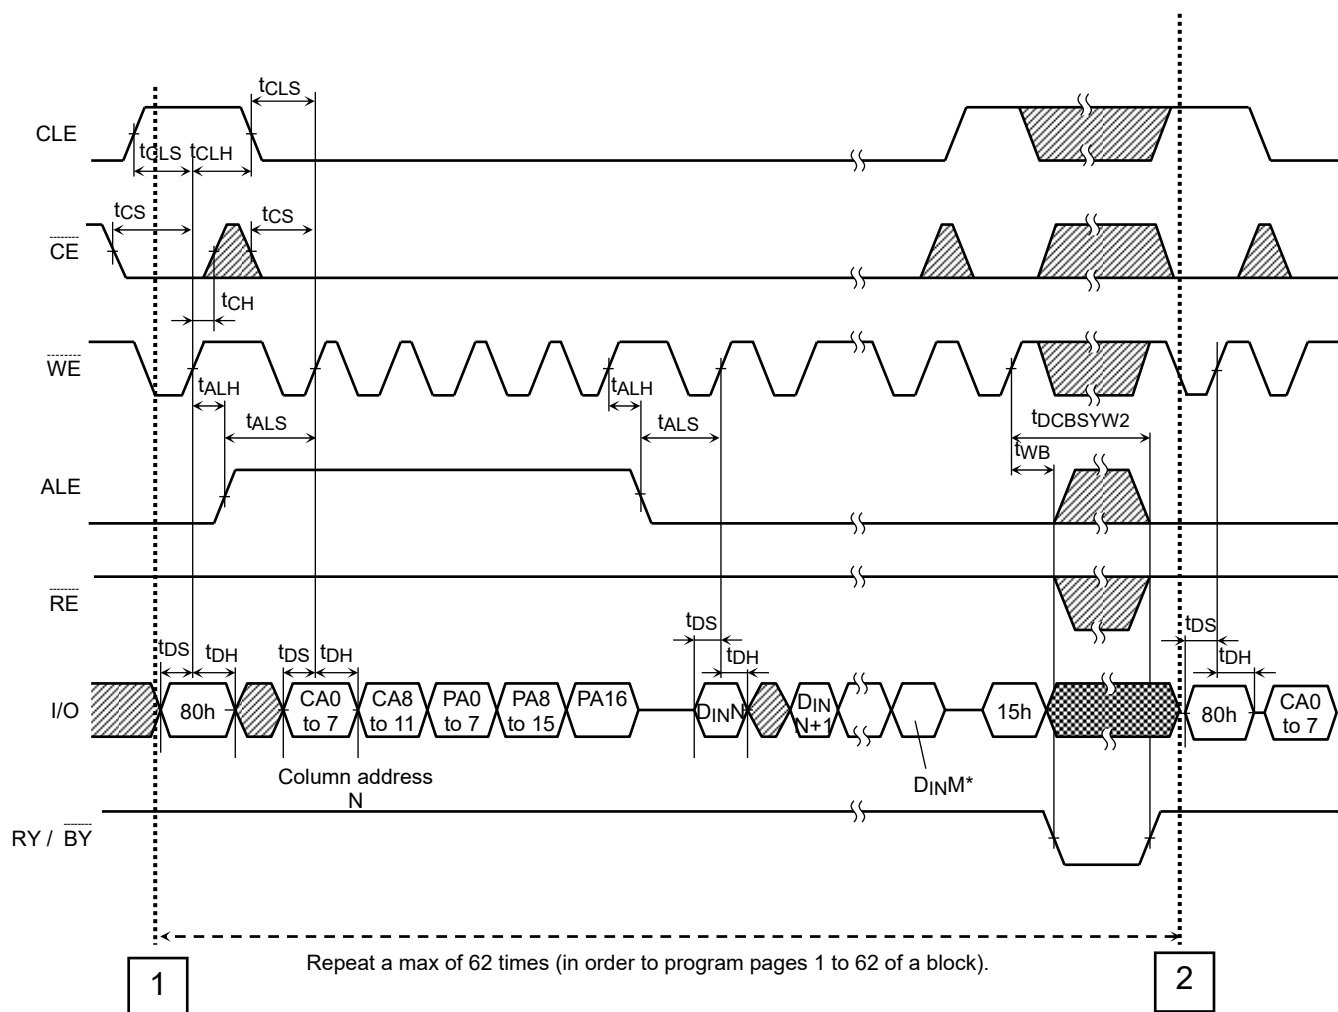 tCLS
CLE
tCLS tCLH
tCS tCS
CE
tCH
WE
tALH tALH
tALS tALS tDCBSYW2
tWB
ALE
RE
tDS tDH tDS tDH tDS tDH tDS tDH
I/O 80h CA0 to 7 CA8 to 11 PA0 to 7 PA8 to 15 PA16 DINN DIN N+1 15h 80h CA0 to 7
Column address
N
DINM*
RY / BY
Repeat a max of 62 times (in order to program pages 1 to 62 of a block).
1 2